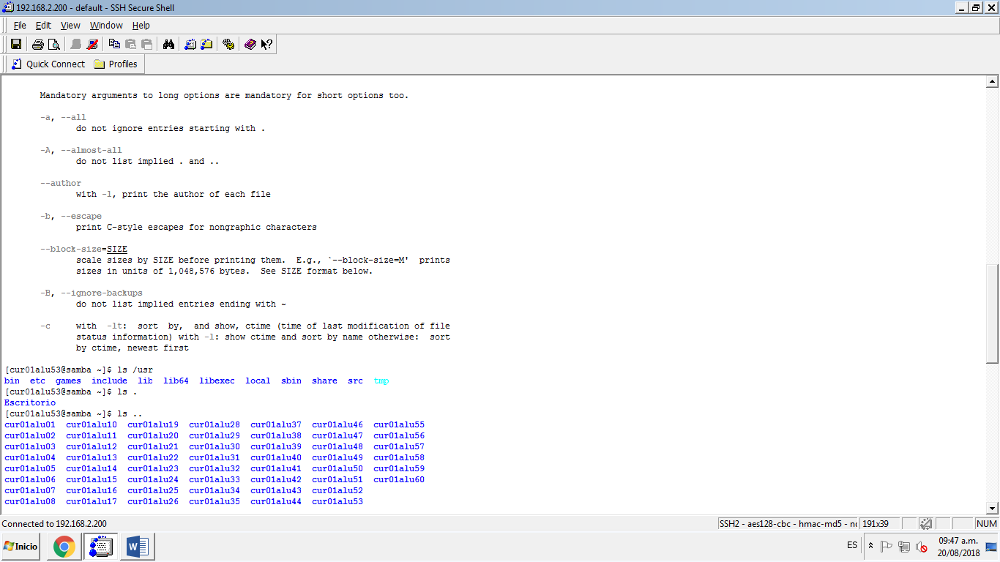 192.168.2.200 - default - SSH Secure Shell
File Edit View Window Help
Quick Connect Profiles
Mandatory arguments to long options are mandatory for short options too.
-a, --all
do not ignore entries starting with .
-A, --almost-all
do not list implied . and ..
--author
with -l, print the author of each file
-b, --escape
print C-style escapes for nongraphic characters
--block-size=SIZE
scale sizes by SIZE before printing them. E.g., `--block-size=M' prints
sizes in units of 1,048,576 bytes. See SIZE format below.
-B, --ignore-backups
do not list implied entries ending with ~
-c with -lt: sort by, and show, ctime (time of last modification of file
status information) with -l: show ctime and sort by name otherwise: sort
by ctime, newest first
[cur01alu53@samba ~]$ ls /usr
bin etc games include lib lib64 libexec local sbin share src tmp
[cur01alu53@samba ~]$ ls .
Escritorio
[cur01alu53@samba ~]$ ls ..
cur01alu01 cur01alu10 cur01alu19 cur01alu28 cur01alu37 cur01alu46 cur01alu55
cur01alu02 cur01alu11 cur01alu20 cur01alu29 cur01alu38 cur01alu47 cur01alu56
cur01alu03 cur01alu12 cur01alu21 cur01alu30 cur01alu39 cur01alu48 cur01alu57
cur01alu04 cur01alu13 cur01alu22 cur01alu31 cur01alu40 cur01alu49 cur01alu58
cur01alu05 cur01alu14 cur01alu23 cur01alu32 cur01alu41 cur01alu50 cur01alu59
cur01alu06 cur01alu15 cur01alu24 cur01alu33 cur01alu42 cur01alu51 cur01alu60
cur01alu07 cur01alu16 cur01alu25 cur01alu34 cur01alu43 cur01alu52
cur01alu08 cur01alu17 cur01alu26 cur01alu35 cur01alu44 cur01alu53
Connected to 192.168.2.200 SSH2 - aes128-cbc - hmac-md5 - 191x39 NUM
Inicio ES 09:47 a.m.
20/08/2018